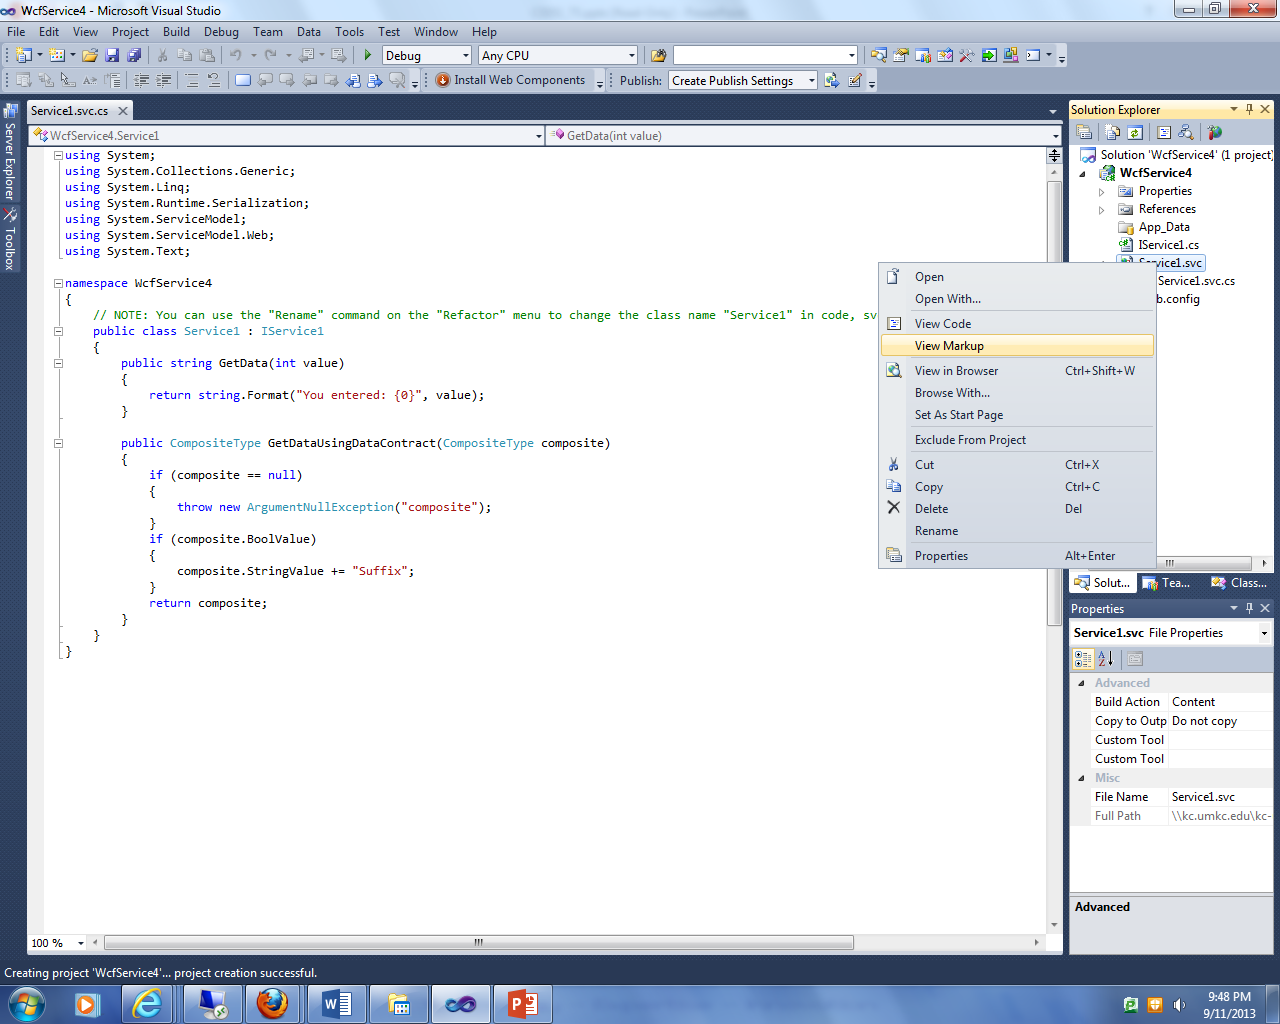 WcfService4 - Microsoft Visual Studio
File Edit View Project Build Debug Team Data Tools Test Window Help
Debug Any CPU
Install Web Components Publish: Create Publish Settings
Server Explorer
Toolbox
Service1.svc.cs
WcfService4.Service1 GetData(int value)
using System;
using System.Collections.Generic;
using System.Linq;
using System.Runtime.Serialization;
using System.ServiceModel;
using System.ServiceModel.Web;
using System.Text;
namespace WcfService4
{
// NOTE: You can use the "Rename" command on the "Refactor" menu to change the class name "Service1" in code, sv
public class Service1 : IService1
{
public string GetData(int value)
{
return string.Format("You entered: {0}", value);
}
public CompositeType GetDataUsingDataContract(CompositeType composite)
{
if (composite == null)
{
throw new ArgumentNullException("composite");
}
if (composite.BoolValue)
{
composite.StringValue += "Suffix";
}
return composite;
}
}
}
100 %
Solution Explorer
Solution 'WcfService4' (1 project)
WcfService4
Properties
References
App_Data
IService1.cs
Service1.svc
Service1.svc.cs
b.config
Open
Open With...
View Code
View Markup
View in Browser Ctrl+Shift+W
Browse With...
Set As Start Page
Exclude From Project
Cut Ctrl+X
Copy Ctrl+C
Delete Del
Rename
Properties Alt+Enter
Solut... Tea... Class...
Properties
Service1.svc File Properties
Advanced
Build Action Content
Copy to Outp Do not copy
Custom Tool
Custom Tool
Misc
File Name Service1.svc
Full Path \\kc.umkc.edu\kc-
Advanced
Creating project 'WcfService4'... project creation successful.
9:48 PM
9/11/2013